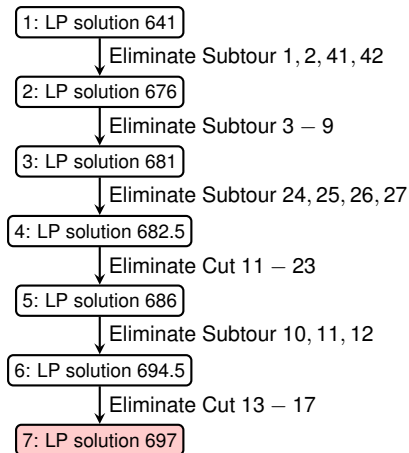 1: LP solution 641
Eliminate Subtour 1, 2, 41, 42
2: LP solution 676
Eliminate Subtour 3 − 9
3: LP solution 681
Eliminate Subtour 24, 25, 26, 27
4: LP solution 682.5
Eliminate Cut 11 − 23
5: LP solution 686
Eliminate Subtour 10, 11, 12
6: LP solution 694.5
Eliminate Cut 13 − 17
7: LP solution 697